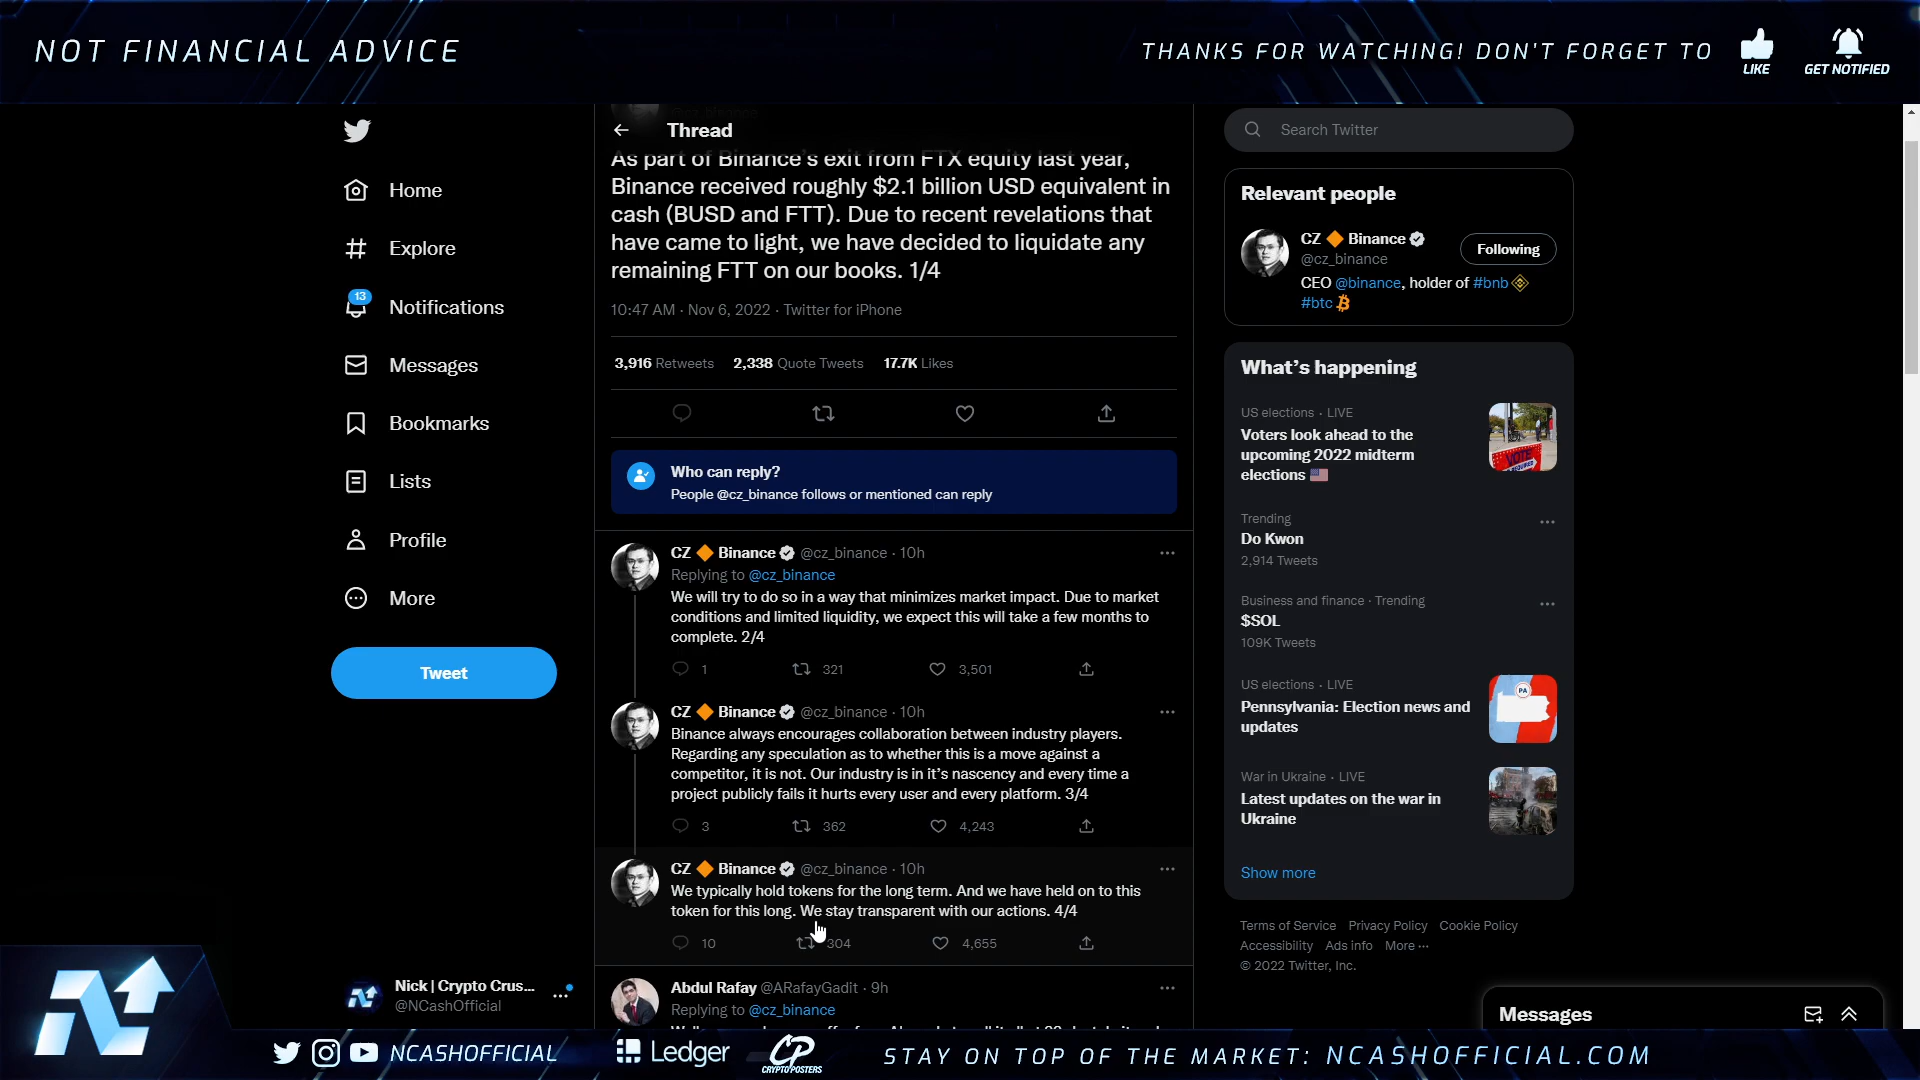 NOT FINANCIAL ADVICE
THANKS FOR WATCHING! DON'T FORGET TO
LIKE
GET NOTIFIED
Home
Explore
13
Notifications
Messages
Bookmarks
Lists
Profile
More
Tweet
Nick | Crypto Crus...
@NCashOfficial
Thread
As part of Binance's exit from FTX equity last year,
Binance received roughly $2.1 billion USD equivalent in
cash (BUSD and FTT). Due to recent revelations that
have came to light, we have decided to liquidate any
remaining FTT on our books. 1/4
10:47 AM · Nov 6, 2022 · Twitter for iPhone
3,916 Retweets 2,338 Quote Tweets 17.7K Likes
Who can reply?
People @cz_binance follows or mentioned can reply
CZ 🔶 Binance @cz_binance · 10h
Replying to @cz_binance
We will try to do so in a way that minimizes market impact. Due to market
conditions and limited liquidity, we expect this will take a few months to
complete. 2/4
1 321 3,501
CZ 🔶 Binance @cz_binance · 10h
Binance always encourages collaboration between industry players.
Regarding any speculation as to whether this is a move against a
competitor, it is not. Our industry is in it's nascency and every time a
project publicly fails it hurts every user and every platform. 3/4
3 362 4,243
CZ 🔶 Binance @cz_binance · 10h
We typically hold tokens for the long term. And we have held on to this
token for this long. We stay transparent with our actions. 4/4
10 304 4,655
Abdul Rafay @ARafayGadit · 9h
Replying to @cz_binance
Search Twitter
Relevant people
CZ 🔶 Binance
@cz_binance
Following
CEO @binance, holder of #bnb
#btc
What's happening
US elections · LIVE
Voters look ahead to the
upcoming 2022 midterm
elections 🇺🇸
VOTE
Trending
Do Kwon
2,914 Tweets
Business and finance · Trending
$SOL
109K Tweets
US elections · LIVE
Pennsylvania: Election news and
updates
PA
War in Ukraine · LIVE
Latest updates on the war in
Ukraine
Show more
Terms of Service Privacy Policy Cookie Policy
Accessibility Ads info More ···
© 2022 Twitter, Inc.
Messages
NCASHOFFICIAL
Ledger
CP
CRYPTOPOSTERS
STAY ON TOP OF THE MARKET: NCASHOFFICIAL.COM